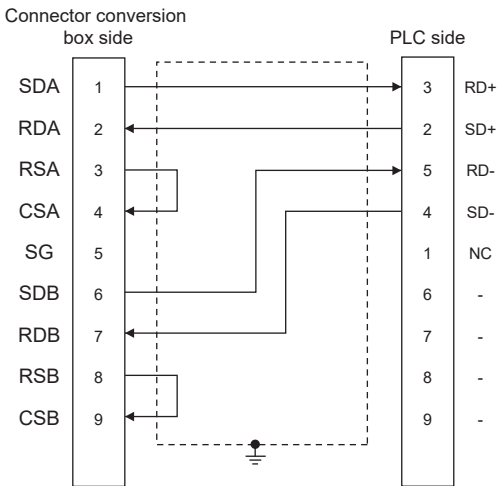 Connector conversion
box side
PLC side
SDA 1 3 RD+
RDA 2 2 SD+
RSA 3 5 RD-
CSA 4 4 SD-
SG 5 1 NC
SDB 6 6 -
RDB 7 7 -
RSB 8 8 -
CSB 9 9 -